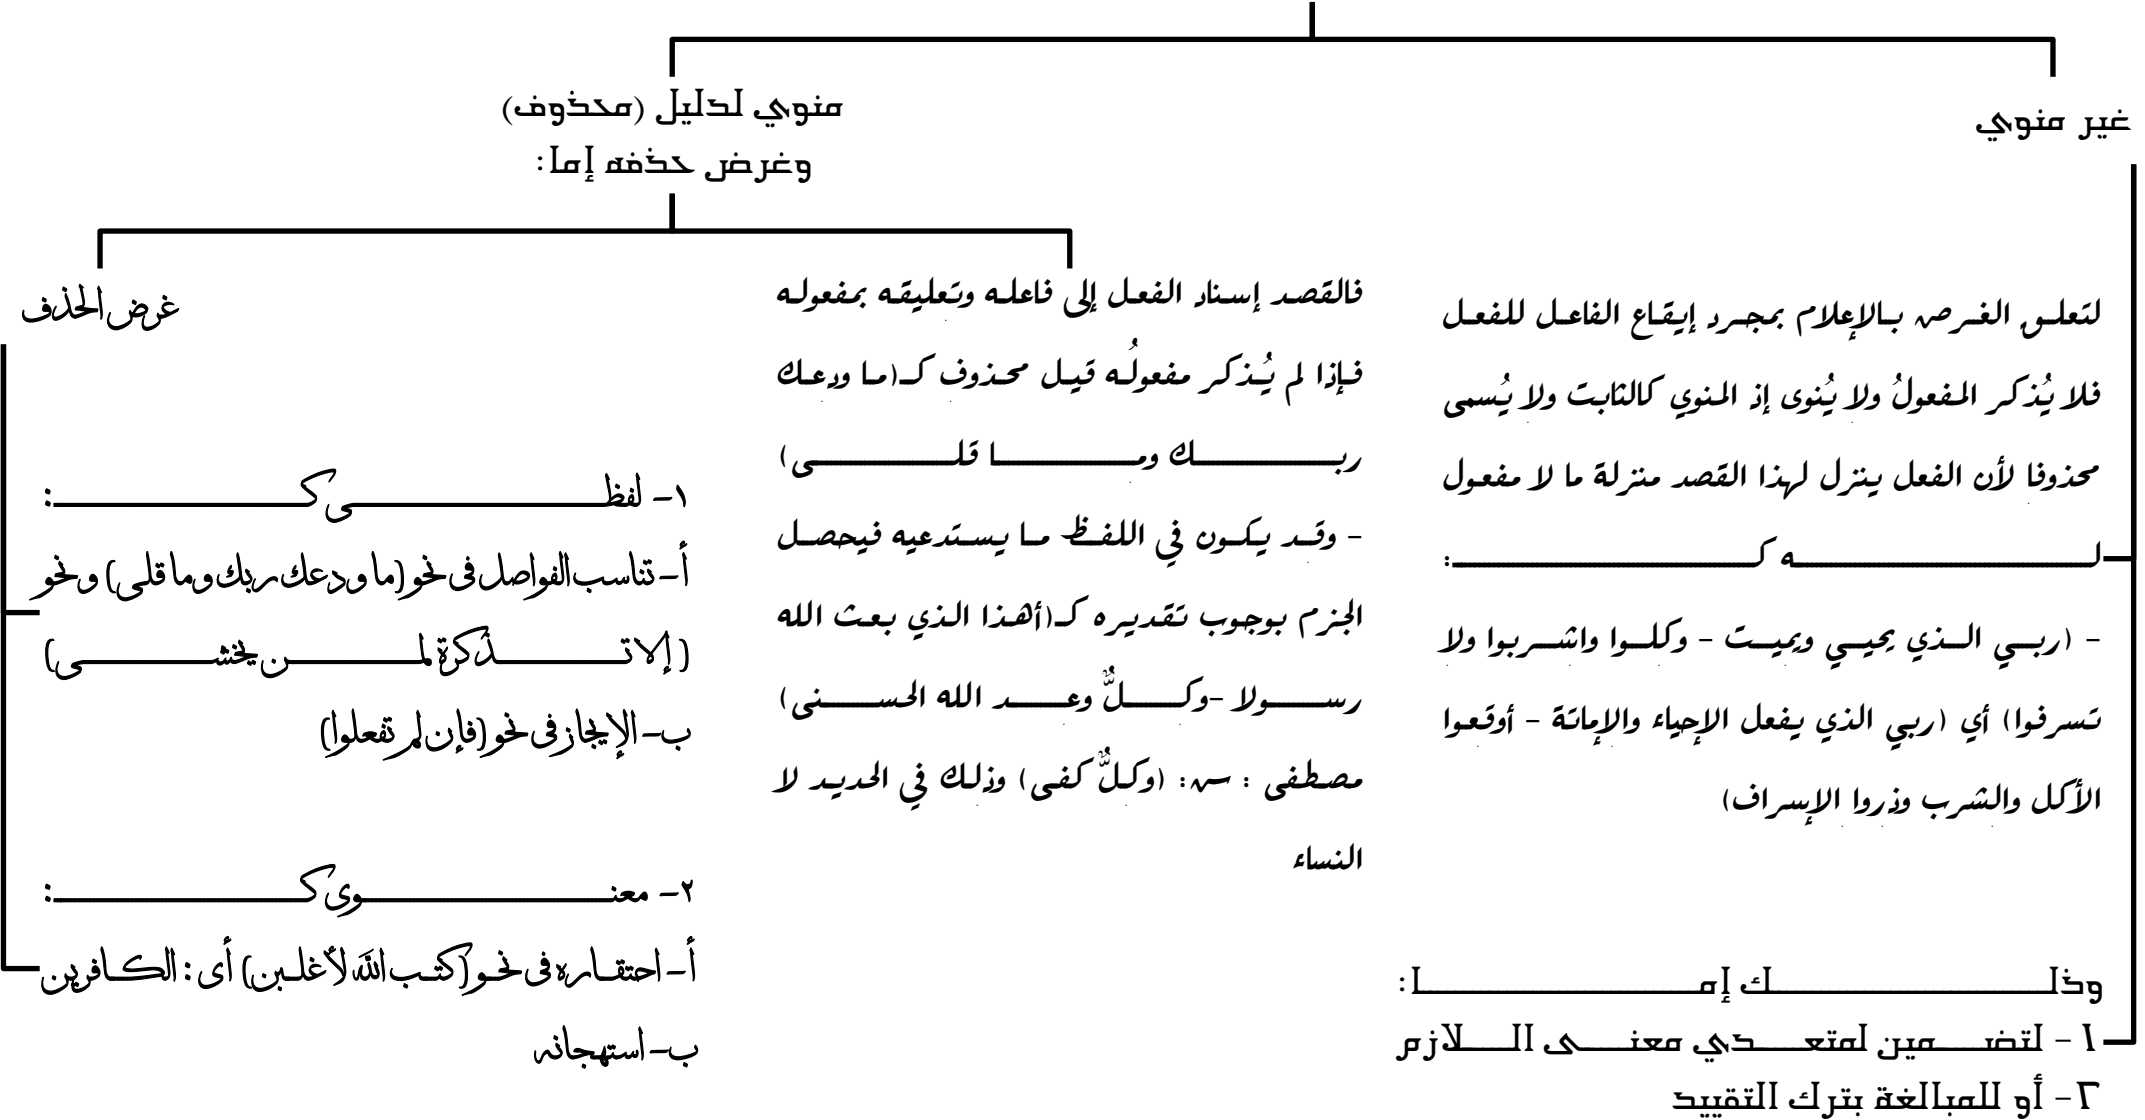 غير منوي
لتعلق الغرض بالإعلام بمجرد إيقاع الفاعل للفعل
فلا يُذكر المفعولُ ولا يُنوى إذ المنوي كالثابت ولا يُسمى
محذوفا لأن الفعل ينزل لهذا القصد منزلة ما لا مفعول
له كـ:
- (ربي الذي يحيي ويميت - وكلوا واشربوا ولا
تسرفوا) أي (ربي الذي يفعل الإحياء والإماتة - أوقعوا
الأكل والشرب وذروا الإسراف)
وذلك إما:
١- لتضمين لمتعدي معنى اللازم
٢- أو للمبالغة بترك التقييد
منوي لدليل (محذوف)
وغرض حذفه إما:
فالقصد إسناد الفعل إلى فاعله وتعليقه بمفعوله
فإذا لم يُذكر مفعولُه قيل محذوف كـ(ما ودعك
ربك وما قلى)
- وقد يكون في اللفظ ما يستدعيه فيحصل
الجزم بوجوب تقديره كـ(أهذا الذي بعث الله
رسولا -وكلٌّ وعد الله الحسنى)
مصطفى : س: (وكلٌّ كفى) وذلك في الحديد لا
النساء
غرض الحذف
١- لفظى كـ:
أ- تناسب الفواصل فى نحو (ما ودعك ربك وما قلى) ونحو
( إلا تذكرة لمن يخشى)
ب- الإيجاز فى نحو (فإن لم تفعلوا)
٢- معنوى كـ:
أ- احتقاره فى نحو (كتب الله لأغلبن) أى : الكافرين
ب- استهجانه